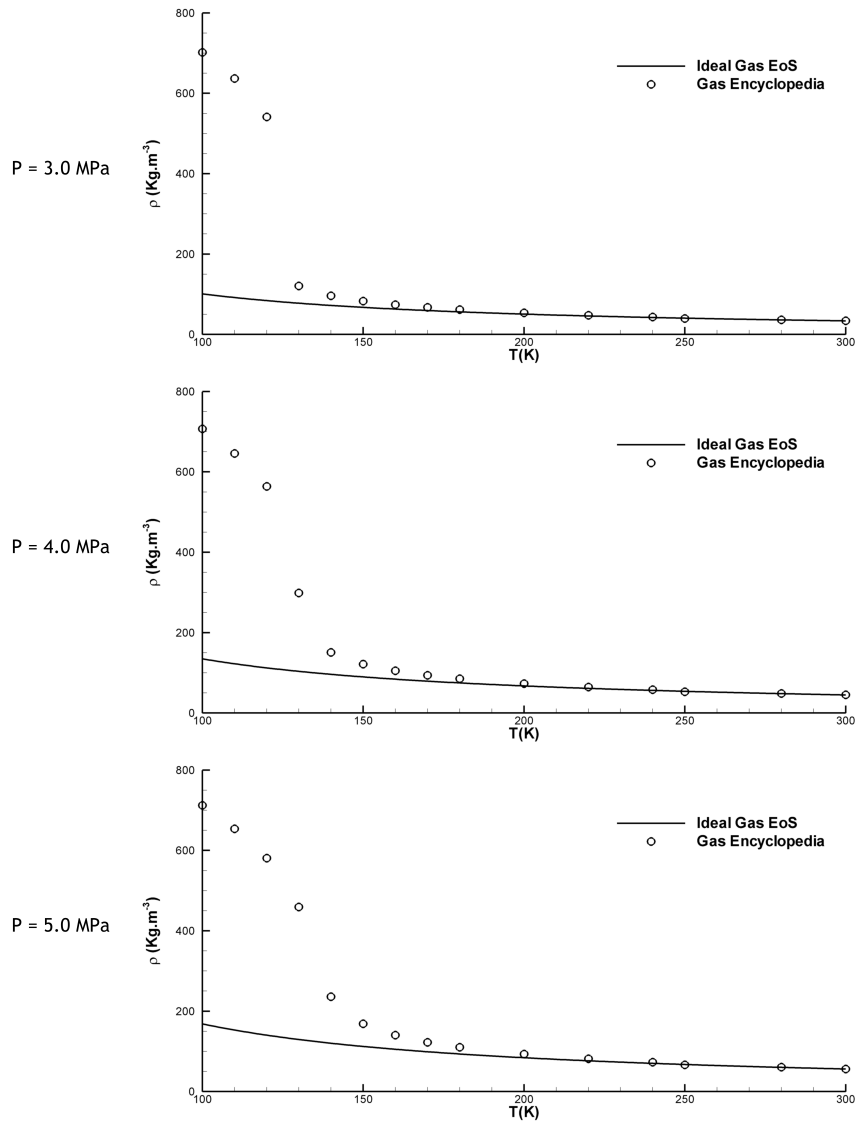 P = 3.0 MPa
ρ (Kg.m-3)
800
600
400
200
0
Ideal Gas EoS
Gas Encyclopedia
100
150
200
250
300
T(K)
P = 4.0 MPa
ρ (Kg.m-3)
800
600
400
200
0
Ideal Gas EoS
Gas Encyclopedia
100
150
200
250
300
T(K)
P = 5.0 MPa
ρ (Kg.m-3)
800
600
400
200
0
Ideal Gas EoS
Gas Encyclopedia
100
150
200
250
300
T(K)